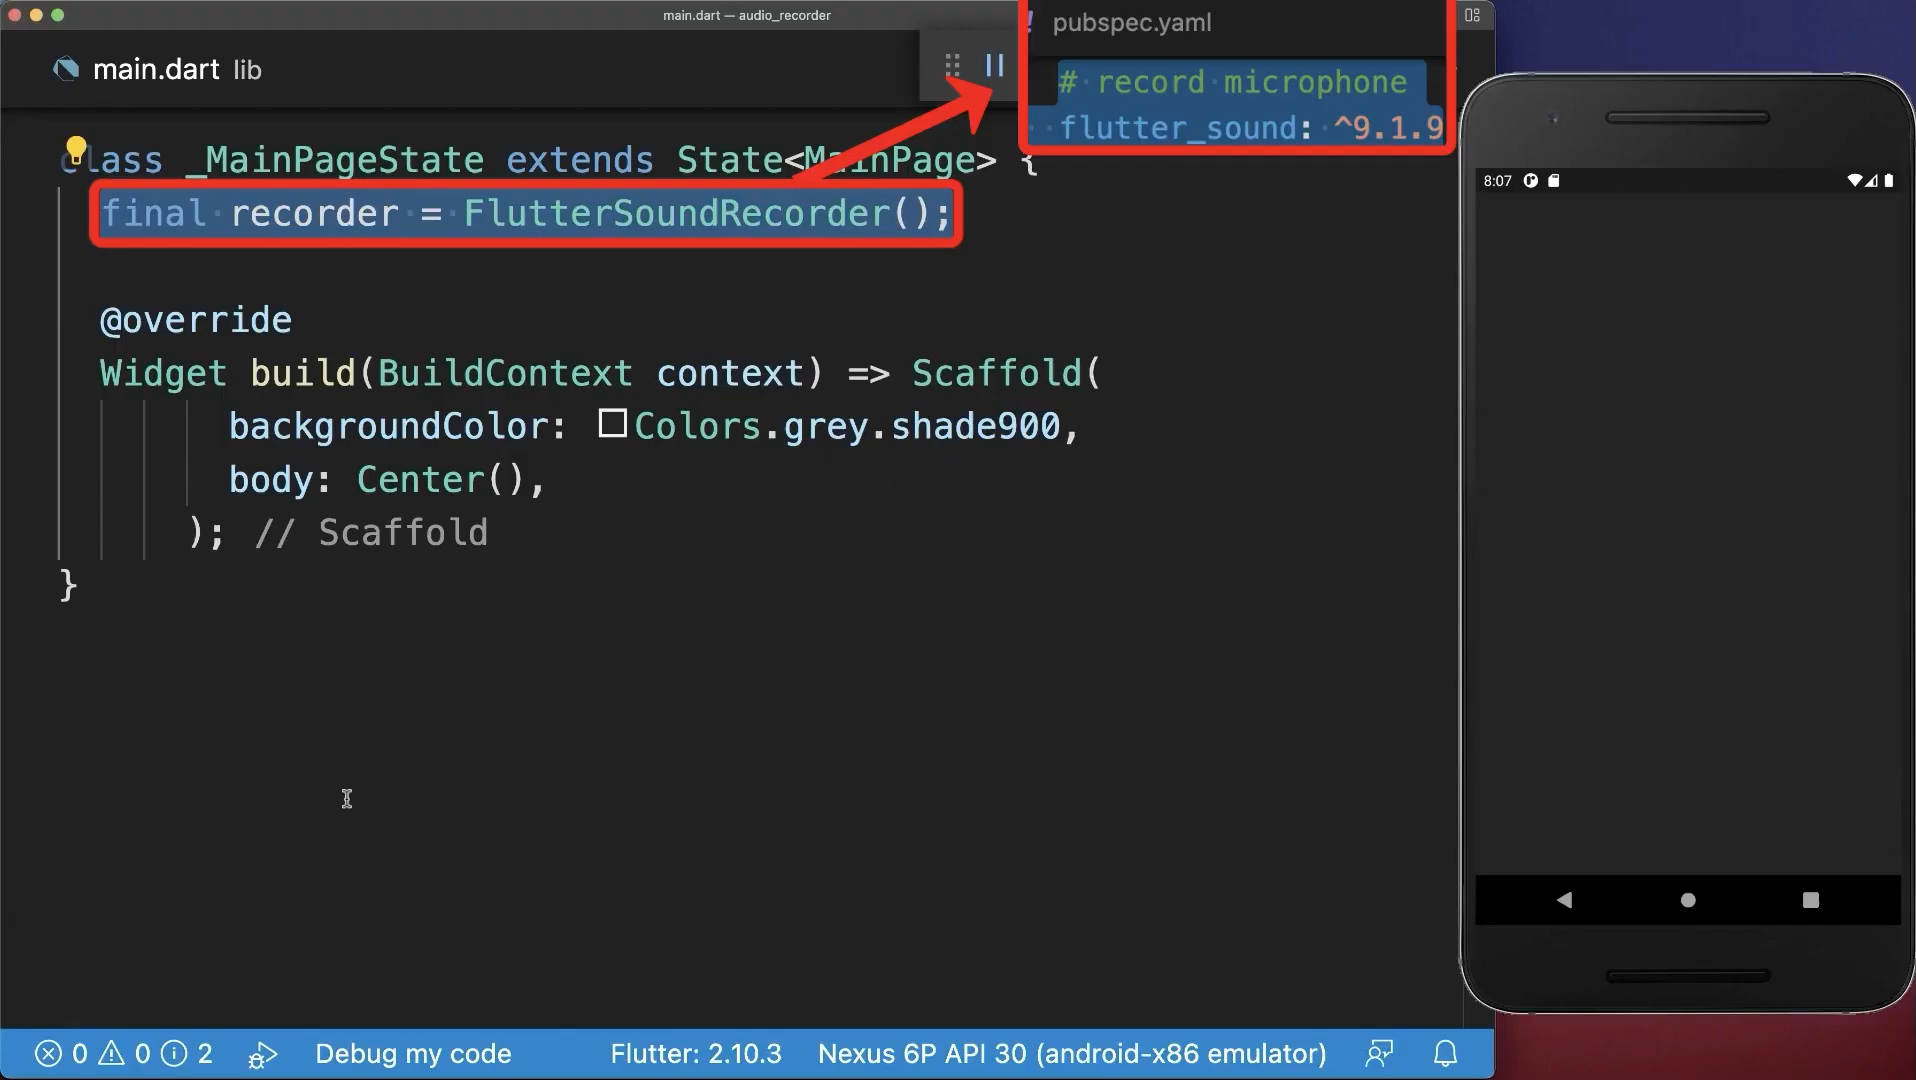 main.dart — audio_recorder
pubspec.yaml
main.dart lib
# record microphone
flutter_sound: ^9.1.9
class _MainPageState extends State<MainPage> {
final recorder = FlutterSoundRecorder();
@override
Widget build(BuildContext context) => Scaffold(
backgroundColor: Colors.grey.shade900,
body: Center(),
); // Scaffold
}
8:07
0 0 2 Debug my code Flutter: 2.10.3 Nexus 6P API 30 (android-x86 emulator)